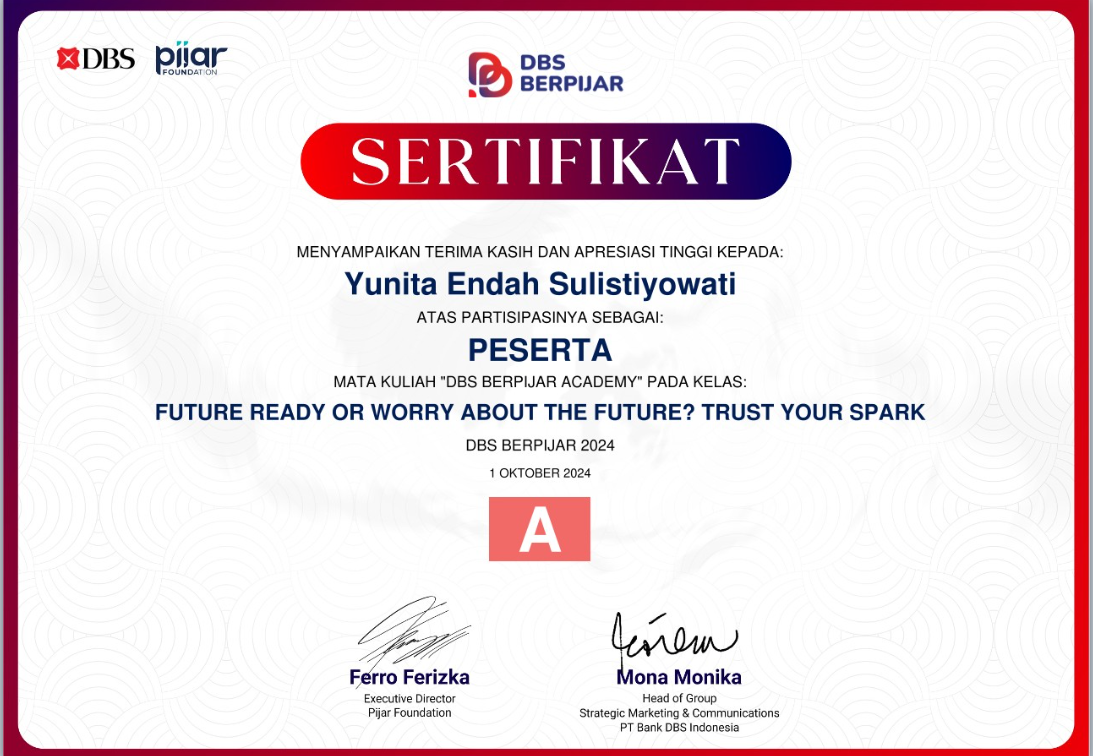 DBS
pijar
FOUNDATION
DBS
BERPIJAR
SERTIFIKAT
MENYAMPAIKAN TERIMA KASIH DAN APRESIASI TINGGI KEPADA:
Yunita Endah Sulistiyowati
ATAS PARTISIPASINYA SEBAGAI:
PESERTA
MATA KULIAH "DBS BERPIJAR ACADEMY" PADA KELAS:
FUTURE READY OR WORRY ABOUT THE FUTURE? TRUST YOUR SPARK
DBS BERPIJAR 2024
1 OKTOBER 2024
A
Ferro Ferizka
Executive Director
Pijar Foundation
Mona Monika
Head of Group
Strategic Marketing & Communications
PT Bank DBS Indonesia